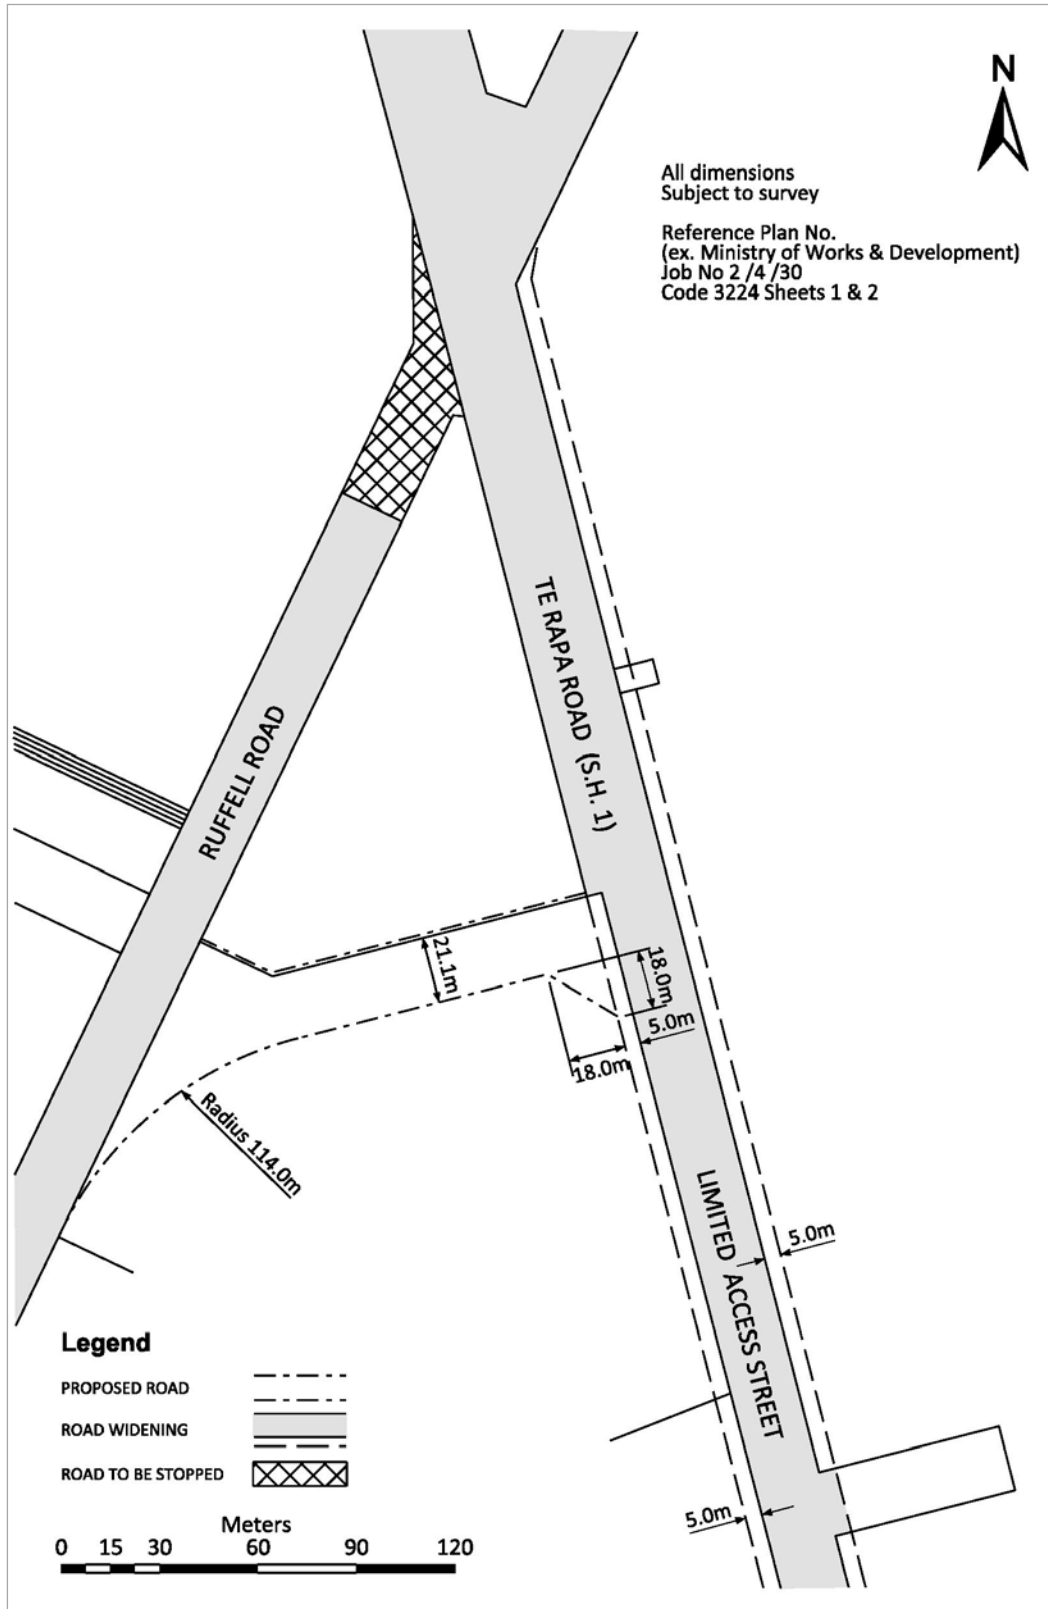 N
All dimensions
Subject to survey
Reference Plan No.
(ex. Ministry of Works & Development)
Job No 2 /4 /30
Code 3224 Sheets 1 & 2
TE RAPA ROAD (S.H. 1)
RUFFELL ROAD
21.1m
18.0m
5.0m
18.0m
Radius 114.0m
LIMITED ACCESS STREET
5.0m
5.0m
Legend
PROPOSED ROAD
ROAD WIDENING
ROAD TO BE STOPPED
Meters
0 15 30 60 90 120